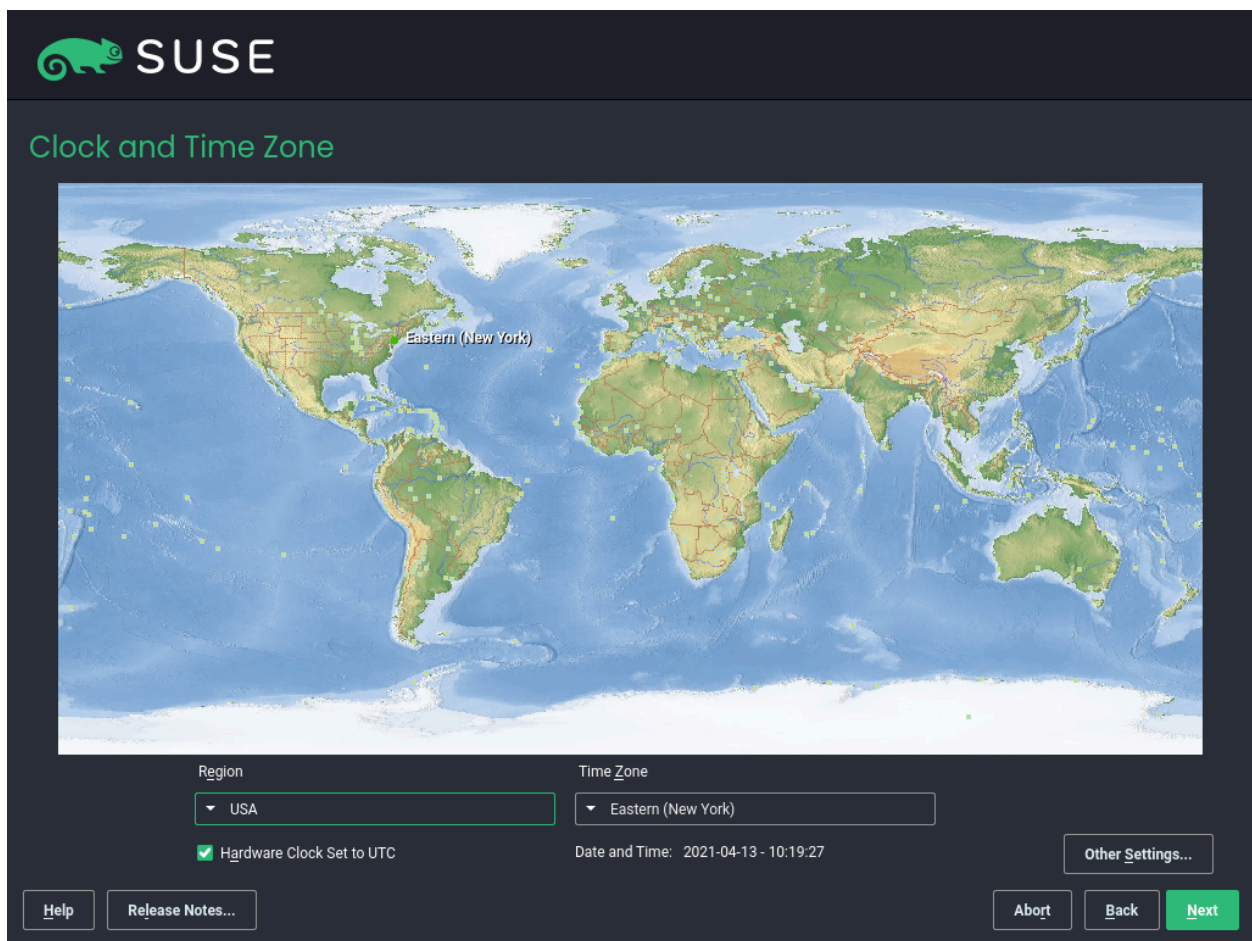 SUSE
Clock and Time Zone
Eastern (New York)
Region
Time Zone
USA
Eastern (New York)
Hardware Clock Set to UTC
Date and Time: 2021-04-13 - 10:19:27
Other Settings...
Help
Release Notes...
Abort
Back
Next